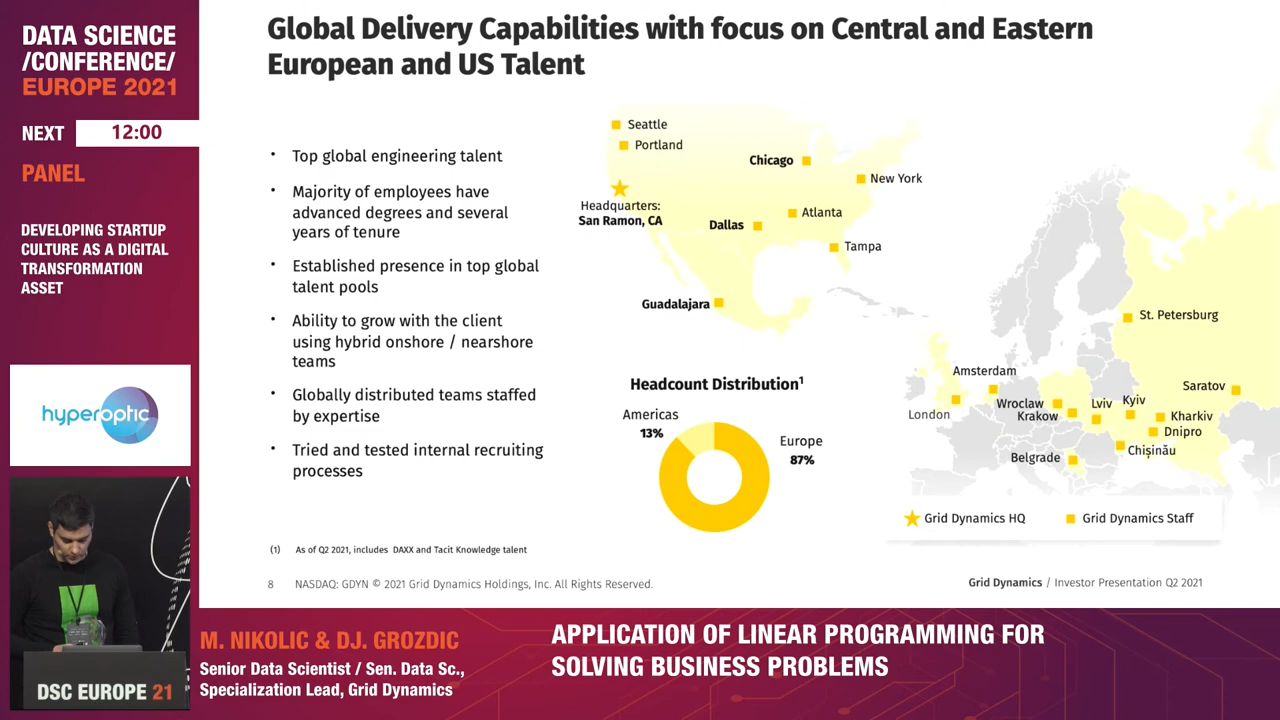 DATA SCIENCE
/CONFERENCE/
EUROPE 2021
NEXT 12:00
PANEL
DEVELOPING STARTUP
CULTURE AS A DIGITAL
TRANSFORMATION
ASSET
hyperoptic
DSC EUROPE 21
Global Delivery Capabilities with focus on Central and Eastern
European and US Talent
• Top global engineering talent
• Majority of employees have
advanced degrees and several
years of tenure
• Established presence in top global
talent pools
• Ability to grow with the client
using hybrid onshore / nearshore
teams
• Globally distributed teams staffed
by expertise
• Tried and tested internal recruiting
processes
Seattle
Portland
Chicago
New York
Headquarters:
San Ramon, CA
Atlanta
Dallas
Tampa
Guadalajara
St. Petersburg
Amsterdam
Saratov
London
Wroclaw
Krakow
Lviv
Kyiv
Kharkiv
Dnipro
Chișinău
Belgrade
Headcount Distribution¹
Americas
13%
Europe
87%
Grid Dynamics HQ
Grid Dynamics Staff
(1) As of Q2 2021, includes DAXX and Tacit Knowledge talent
8 NASDAQ: GDYN © 2021 Grid Dynamics Holdings, Inc. All Rights Reserved.
Grid Dynamics / Investor Presentation Q2 2021
M. NIKOLIC & DJ. GROZDIC
Senior Data Scientist / Sen. Data Sc.,
Specialization Lead, Grid Dynamics
APPLICATION OF LINEAR PROGRAMMING FOR
SOLVING BUSINESS PROBLEMS